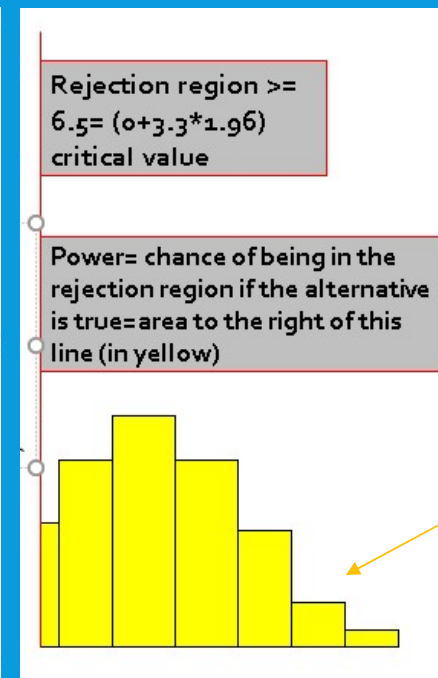 Rejection region >=
6.5= (0+3.3*1.96)
critical value
Power= chance of being in the
rejection region if the alternative
is true=area to the right of this
line (in yellow)